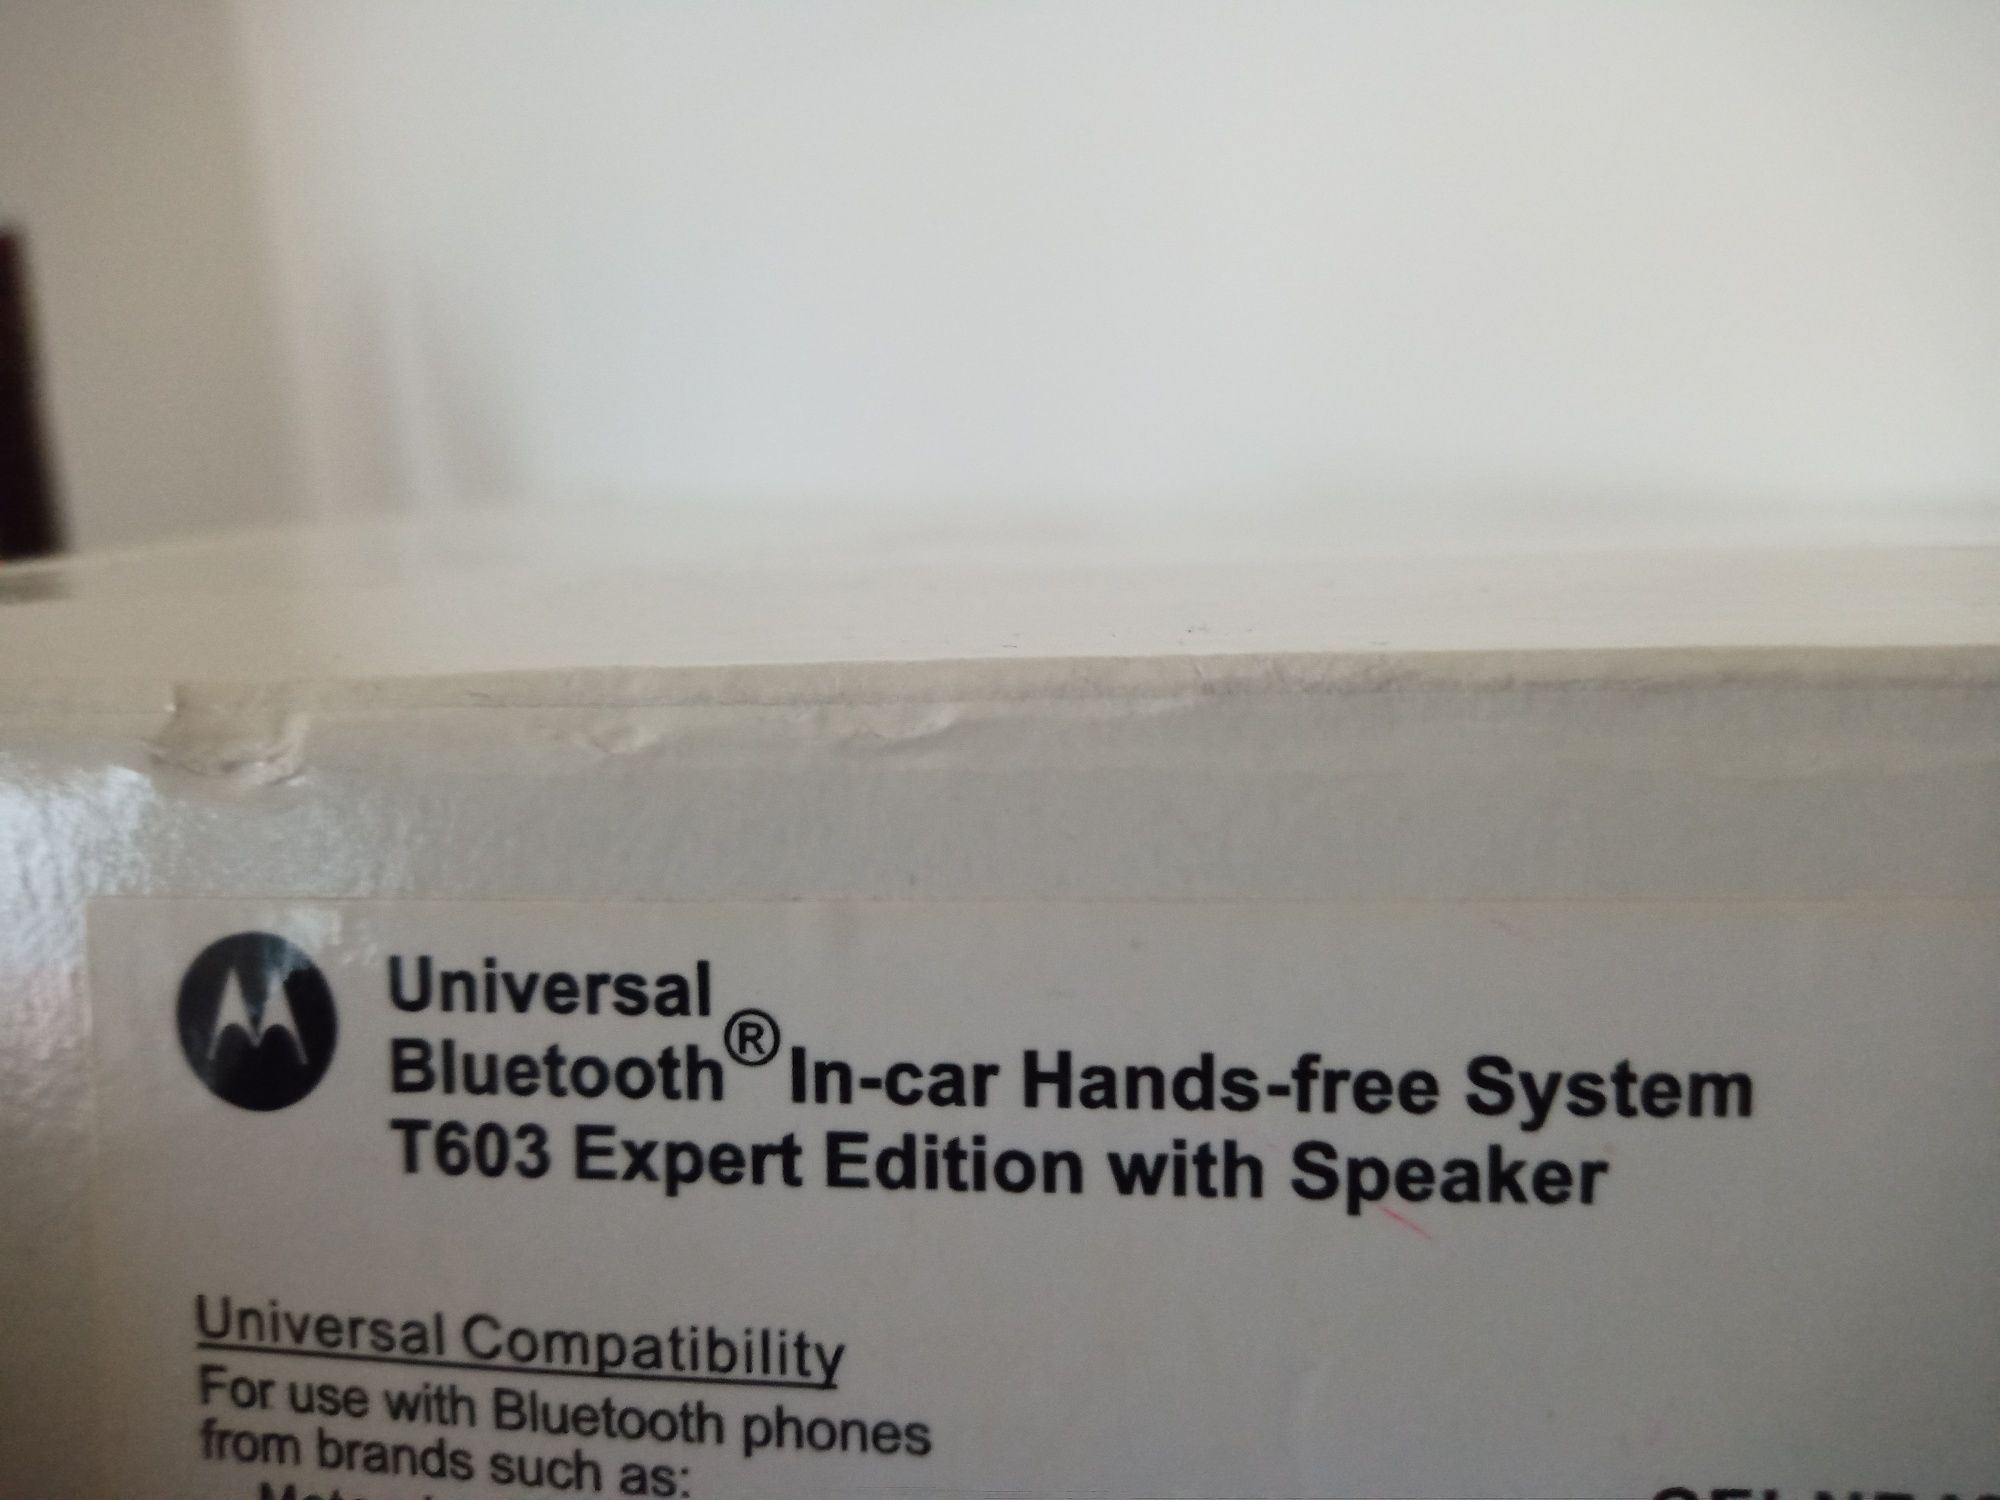 Universal
Bluetooth® In-car Hands-free System
T603 Expert Edition with Speaker
Universal Compatibility
For use with Bluetooth phones
from brands such as: